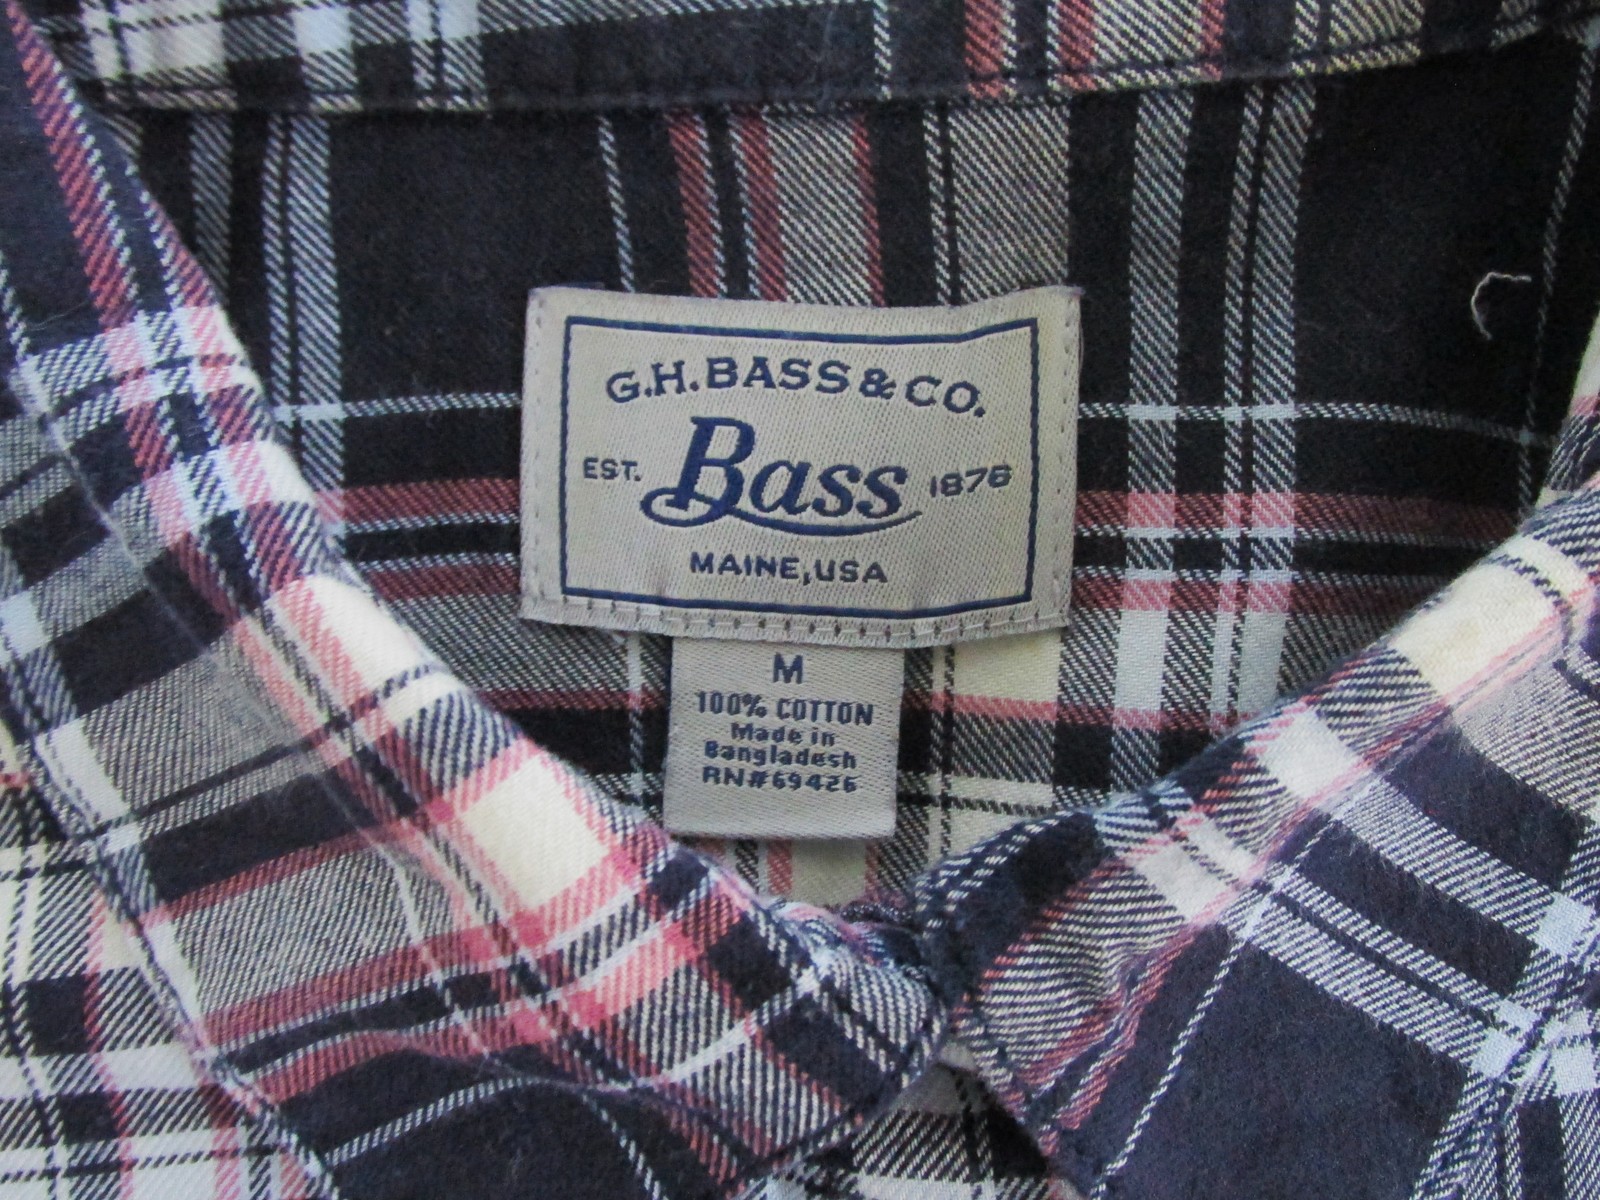 G.H. BASS & CO.
EST. Bass 1876
MAINE, USA
M
100% COTTON
Made in
Bangladesh
RN#69426